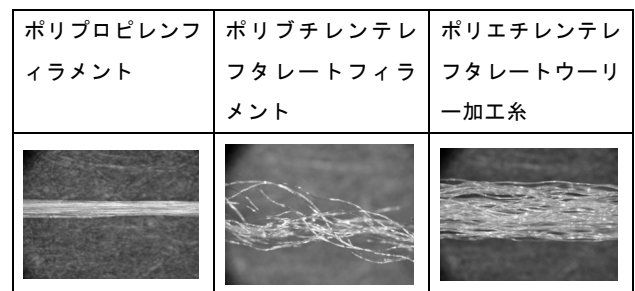 ポリプロピレンフ
ィラメント
ポリブチレンテレ
フタレートフィラ
メント
ポリエチレンテレ
フタレートウーリ
ー加工糸